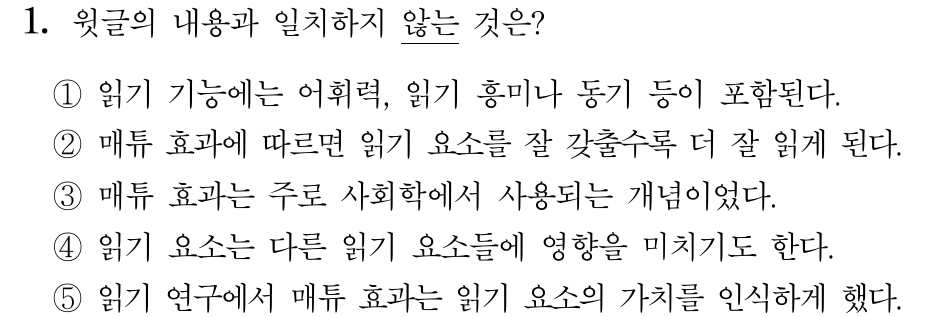 1. 윗글의 내용과 일치하지 않는 것은?
① 읽기 기능에는 어휘력, 읽기 흥미나 동기 등이 포함된다.
② 매튜 효과에 따르면 읽기 요소를 잘 갖출수록 더 잘 읽게 된다.
③ 매튜 효과는 주로 사회학에서 사용되는 개념이었다.
④ 읽기 요소는 다른 읽기 요소들에 영향을 미치기도 한다.
⑤ 읽기 연구에서 매튜 효과는 읽기 요소의 가치를 인식하게 했다.